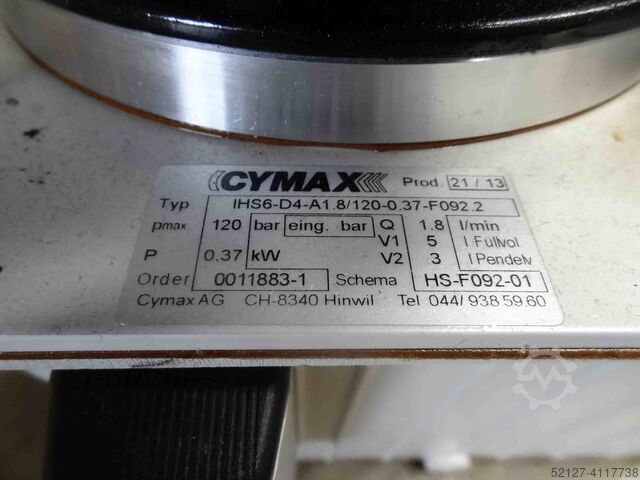 CYMAX Prod. 21 / 13
Typ IHS6-D4-A1.8/120-0.37-F092.2
pmax 120 bar eing. bar Q 1.8 l/min
V1 5 l Füllvol
P 0.37 kW V2 3 l Pendelv
Order 0011883-1 Schema HS-F092-01
Cymax AG CH-8340 Hinwil Tel 044/ 938 59 60
52127-4117738